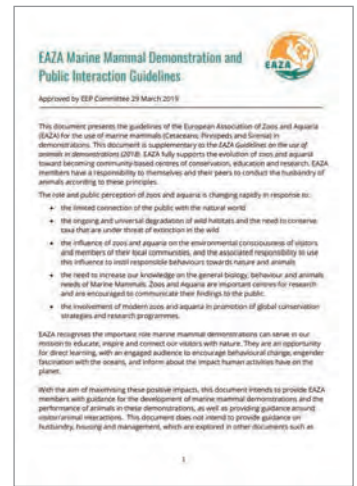 EAZA Marine Mammal Demonstration and
Public Interaction Guidelines
EAZA
Approved by EEP Committee 29 March 2019
This document presents the guidelines of the European Association of Zoos and Aquaria
(EAZA) for the use of marine mammals (Cetaceans, Pinnipeds and Sirenia) in
demonstrations. This document is supplementary to the EAZA Guidelines on the use of
animals in demonstrations (2018). EAZA fully supports the evolution of zoos and aquaria
toward becoming community-based centres of conservation, education and research. EAZA
members have a responsibility to themselves and their peers to conduct the husbandry of
animals according to these principles.
The role and public perception of zoos and aquaria is changing rapidly in response to:
• the limited connection of the public with the natural world
• the ongoing and universal degradation of wild habitats and the need to conserve
taxa that are under threat of extinction in the wild
• the influence of zoos and aquaria on the environmental consciousness of visitors
and members of their local communities, and the associated responsibility to use
this influence to instil responsible behaviours towards nature and animals
• the need to increase our knowledge on the general biology, behaviour and animals
needs of Marine Mammals. Zoos and Aquaria are important centres for research
and are encouraged to communicate their findings to the public.
• the involvement of modern zoos and aquaria in promotion of global conservation
strategies and research programmes.
EAZA recognises the important role marine mammal demonstrations can serve in our
mission to educate, inspire and connect our visitors with nature. They are an opportunity
for direct learning, with an engaged audience to encourage behavioural change, engender
fascination with the oceans, and inform about the impact human activities have on the
planet.
With the aim of maximising these positive impacts, this document intends to provide EAZA
members with guidance for the development of marine mammal demonstrations and the
performance of animals in these demonstrations, as well as providing guidance around
visitor/animal interactions. This document does not intend to provide guidance on
husbandry, housing and management, which are explored in other documents such as
1